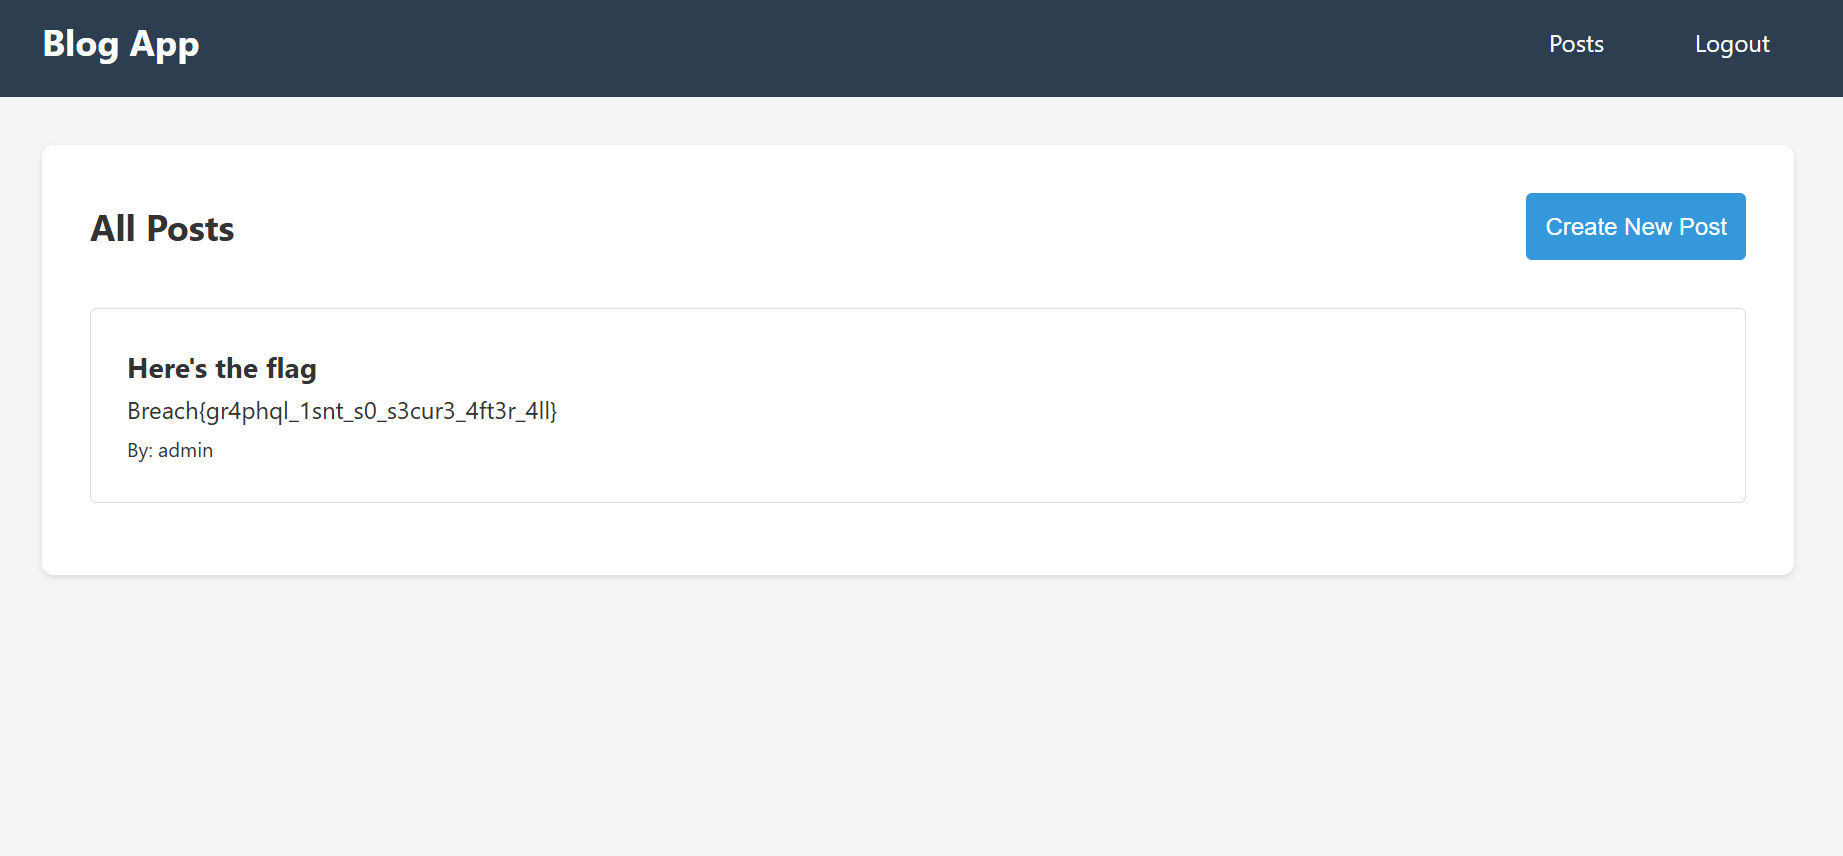 Blog App
Posts
Logout
All Posts
Create New Post
Here's the flag
Breach{gr4phql_1snt_s0_s3cur3_4ft3r_4ll}
By: admin